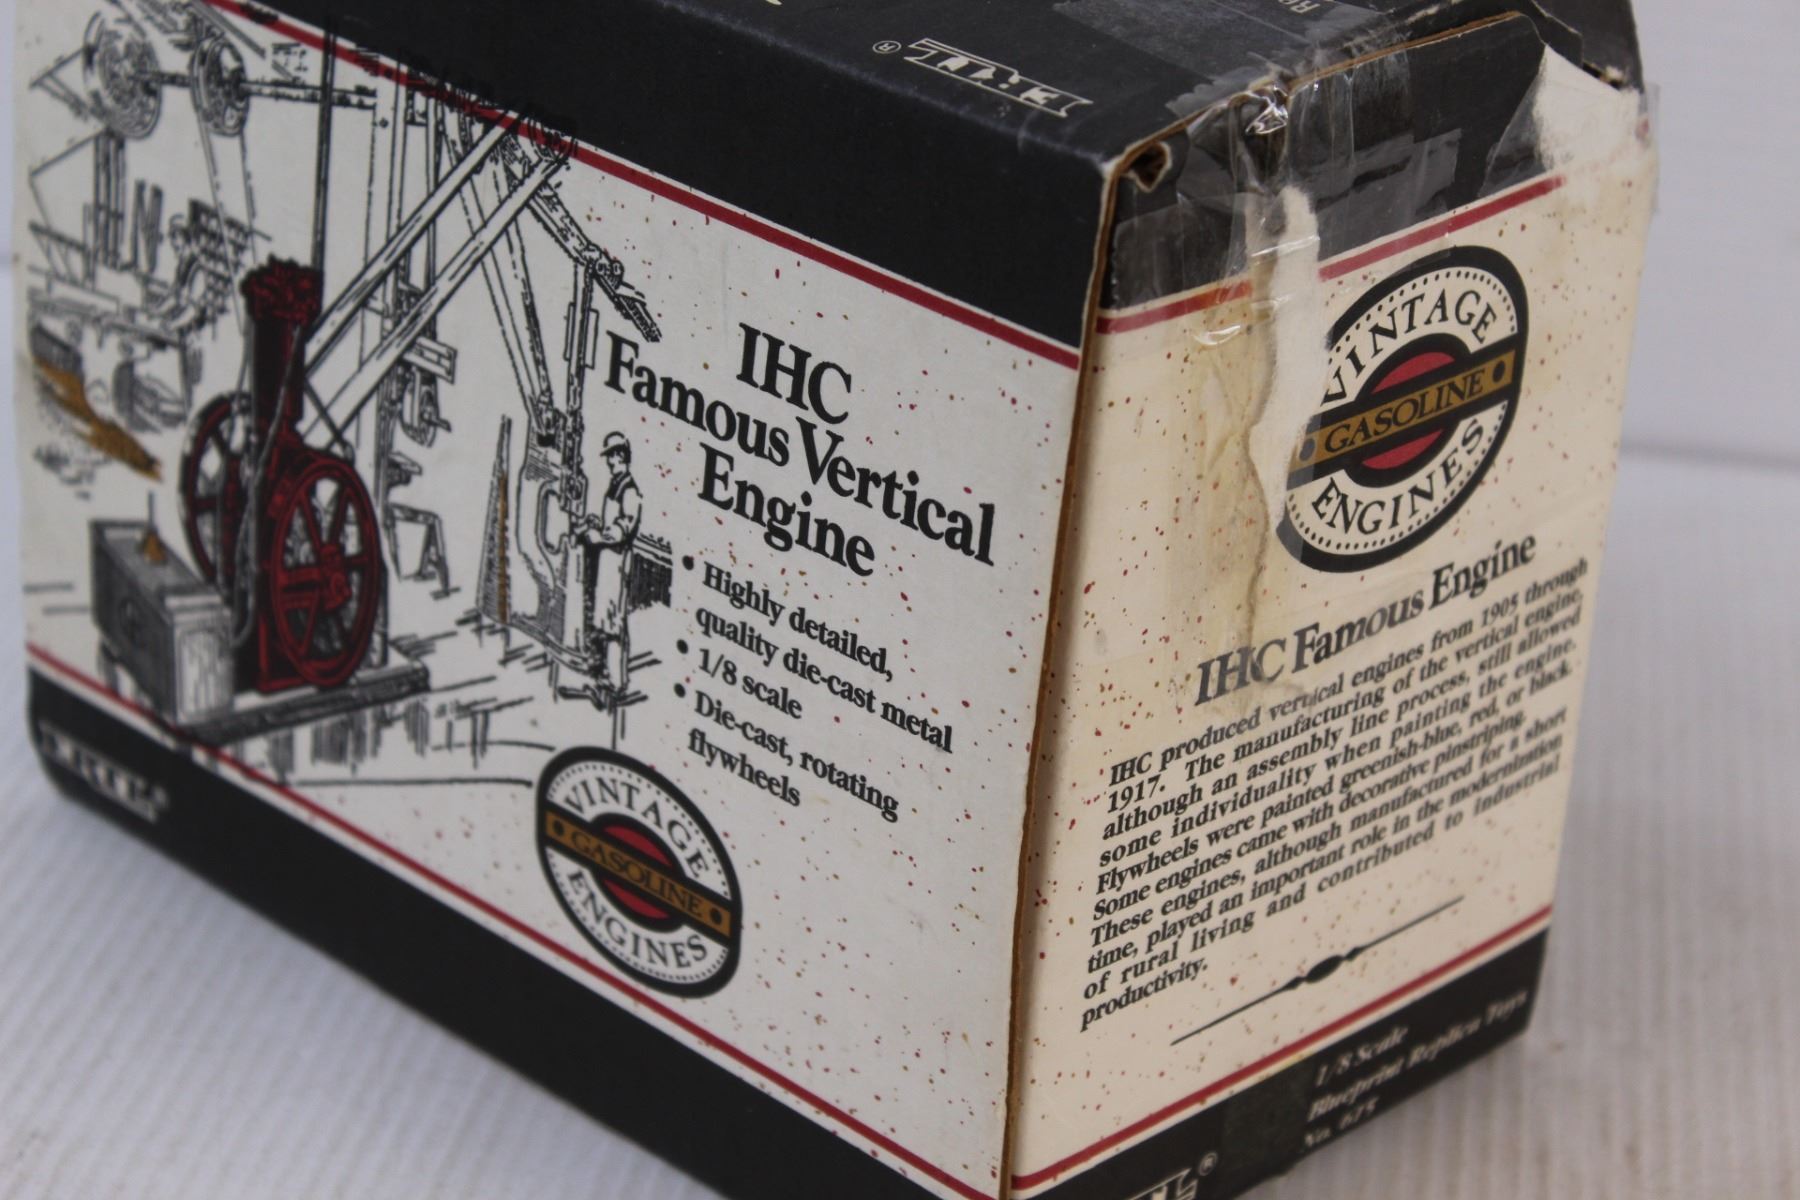 ERTL®
IHC
Famous Vertical
Engine
• Highly detailed,
quality die-cast metal
• 1/8 scale
• Die-cast, rotating
flywheels
VINTAGE
• GASOLINE •
ENGINES
ERTL®
VINTAGE
• GASOLINE •
ENGINES
IHC Famous Engine
IHC produced vertical engines from 1905 through
1917. The manufacturing of the vertical engine,
although an assembly line process, still allowed
some individuality when painting the engine.
Flywheels were painted greenish-blue, red, or black.
Some engines came with decorative pinstriping.
These engines, although manufactured for a short
time, played an important role in the modernization
of rural living and contributed to industrial
productivity.
1/8 Scale
Blueprint Replica Toys
No. 615